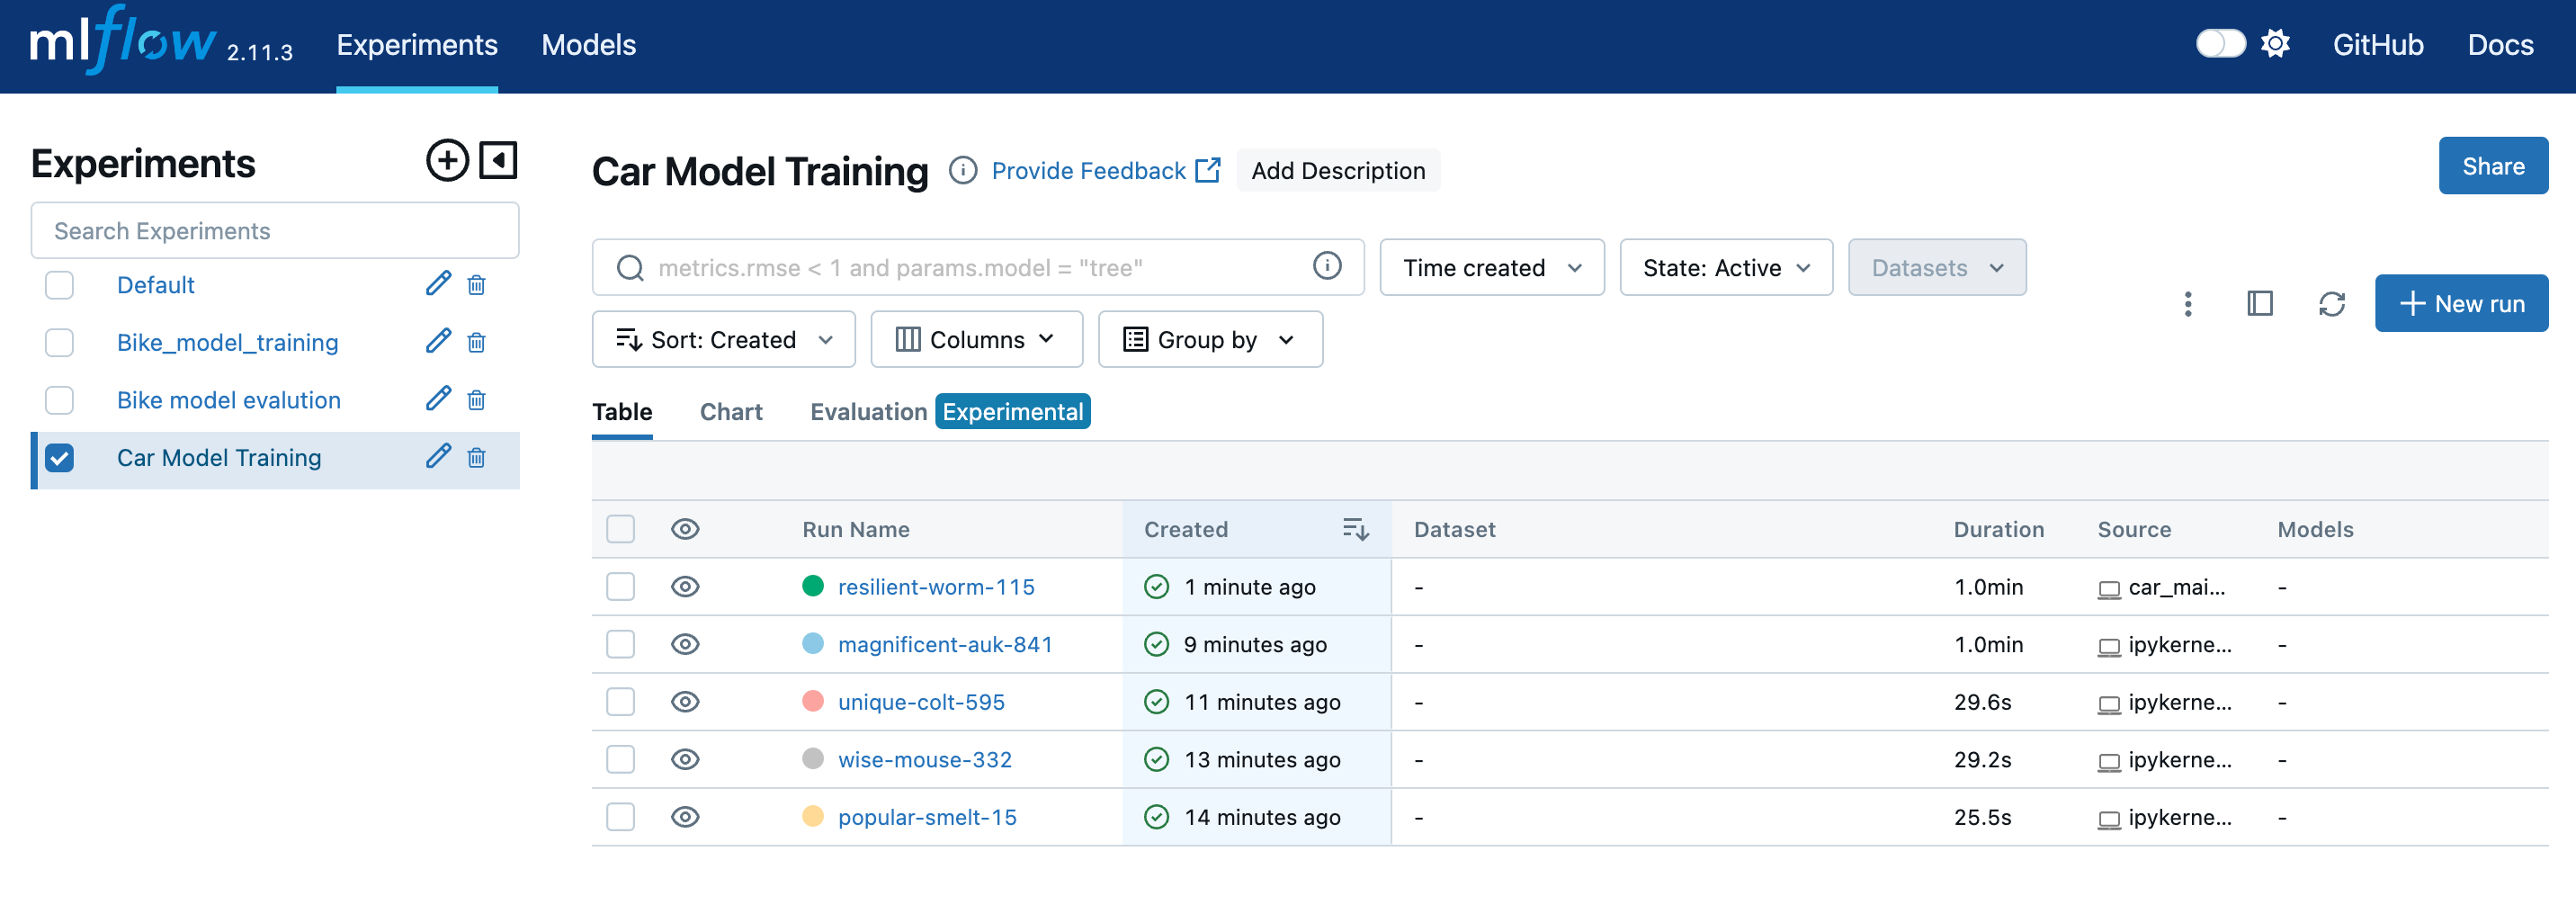 mlflow 2.11.3 Experiments Models GitHub Docs
Experiments
Search Experiments
Default
Bike_model_training
Bike model evalution
Car Model Training
Car Model Training Provide Feedback Add Description Share
metrics.rmse < 1 and params.model = "tree" Time created State: Active Datasets
Sort: Created Columns Group by
New run
Table Chart Evaluation Experimental
Run Name Created Dataset Duration Source Models
resilient-worm-115 1 minute ago - 1.0min car_mai... -
magnificent-auk-841 9 minutes ago - 1.0min ipykerne... -
unique-colt-595 11 minutes ago - 29.6s ipykerne... -
wise-mouse-332 13 minutes ago - 29.2s ipykerne... -
popular-smelt-15 14 minutes ago - 25.5s ipykerne... -